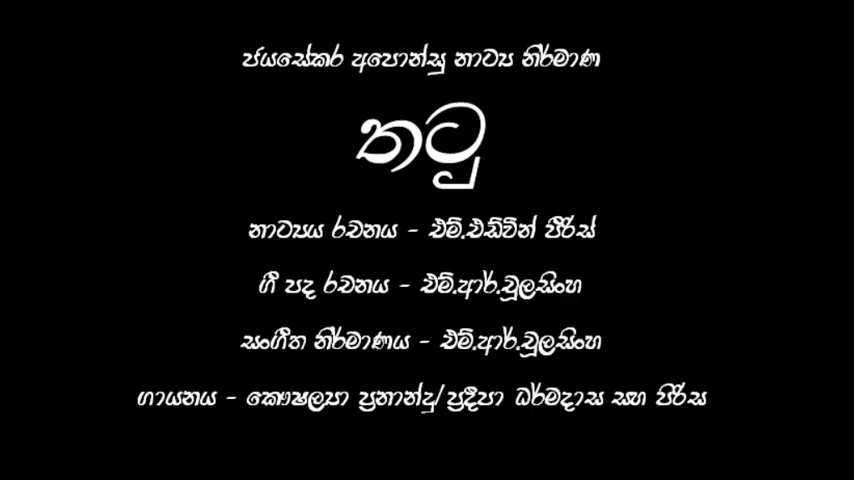 ජයසේකර අපොන්සු නාට්‍ය නිර්මාණ
තටු
නාට්‍යය රචනය - එම්.එඩ්වින් පීරිස්
ගී පද රචනය - එම්.ආර්.චූලසිංහ
සංගීත නිර්මාණය - එම්.ආර්.චූලසිංහ
ගායනය - කෞෂල්‍යා ප්‍රනාන්දු/ප්‍රදීපා ධර්මදාස සහ පිරිස